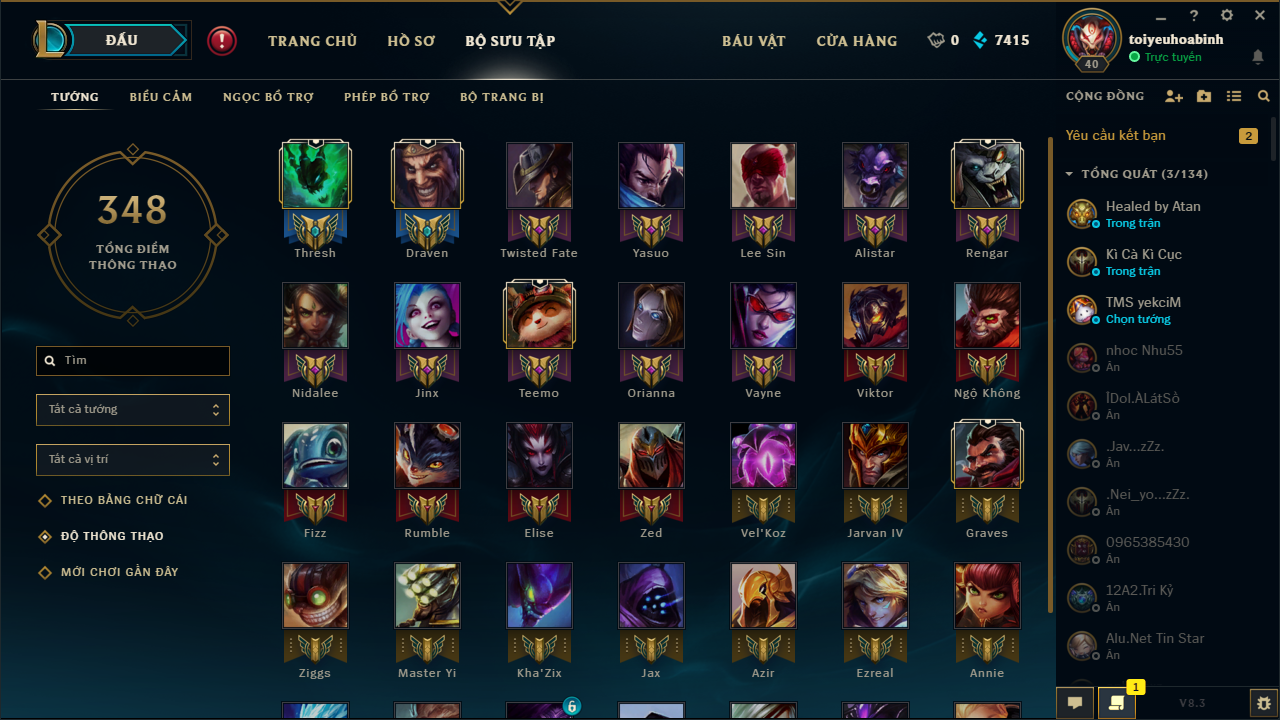 ĐẤU
!
TRANG CHỦ
HỒ SƠ
BỘ SƯU TẬP
BÁU VẬT
CỬA HÀNG
0
7415
40
toiyeuhoabinh
Trực tuyến
TƯỚNG
BIỂU CẢM
NGỌC BỔ TRỢ
PHÉP BỔ TRỢ
BỘ TRANG BỊ
CỘNG ĐỒNG
348
TỔNG ĐIỂM
THÔNG THẠO
Tìm
Tất cả tướng
Tất cả vị trí
THEO BẢNG CHỮ CÁI
ĐỘ THÔNG THẠO
MỚI CHƠI GẦN ĐÂY
Thresh
Draven
Twisted Fate
Yasuo
Lee Sin
Alistar
Rengar
Nidalee
Jinx
Teemo
Orianna
Vayne
Viktor
Ngộ Không
Fizz
Rumble
Elise
Zed
Vel'Koz
Jarvan IV
Graves
Ziggs
Master Yi
Kha'Zix
Jax
Azir
Ezreal
Annie
6
Yêu cầu kết bạn
2
TỔNG QUÁT (3/134)
Healed by Atan
Trong trận
Kì Cà Kì Cục
Trong trận
TMS yekciM
Chọn tướng
nhoc Nhu55
Ẩn
ÌDol.ÀLátSò
Ẩn
.Jav...zZz.
Ẩn
.Nei_yo...zZz.
Ẩn
0965385430
Ẩn
12A2.Tri Kỷ
Ẩn
Alu.Net Tin Star
Ẩn
1
V8.3